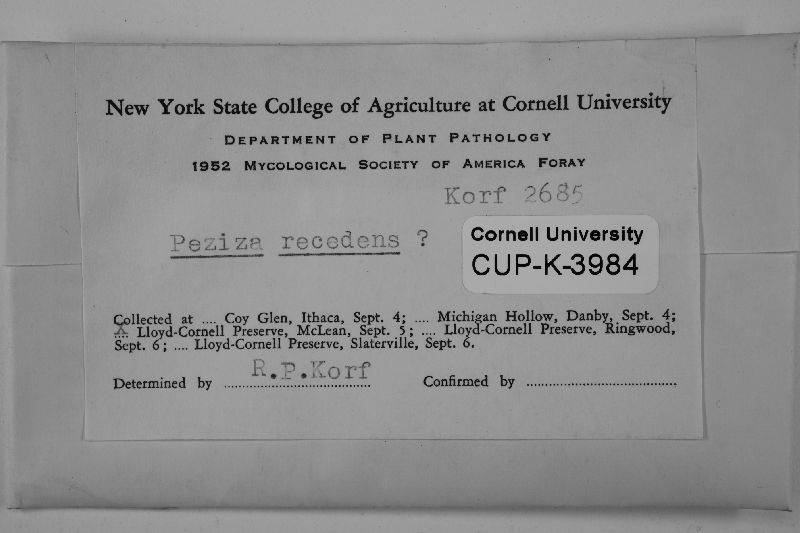 New York State College of Agriculture at Cornell University
DEPARTMENT OF PLANT PATHOLOGY
1952 MYCOLOGICAL SOCIETY OF AMERICA FORAY
Korf 2685
Peziza recedens ?
Cornell University
CUP-K-3984
Collected at .... Coy Glen, Ithaca, Sept. 4; .... Michigan Hollow, Danby, Sept. 4;
.... Lloyd-Cornell Preserve, McLean, Sept. 5; .... Lloyd-Cornell Preserve, Ringwood,
Sept. 6; .... Lloyd-Cornell Preserve, Slaterville, Sept. 6.
Determined by R.P.Korf Confirmed by